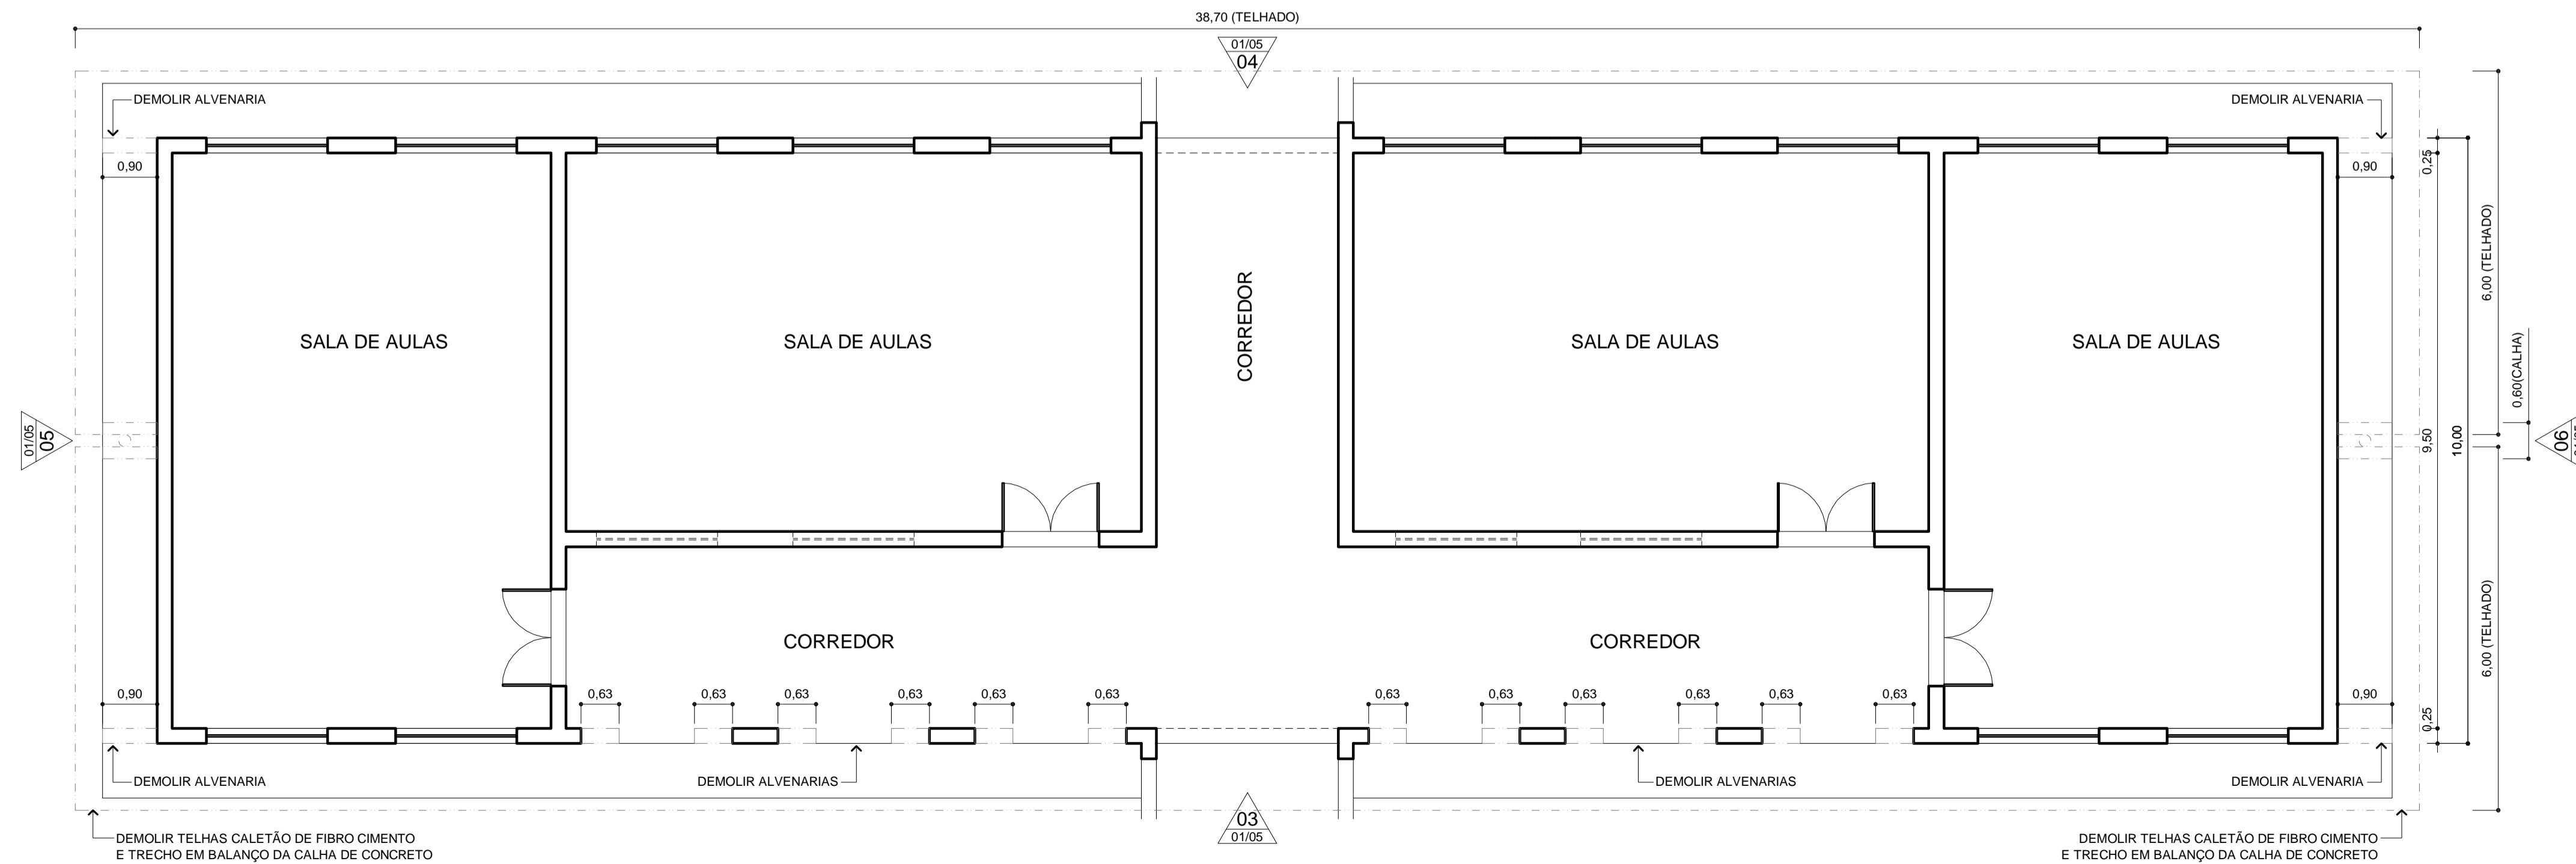 38,70 (TELHADO)
01/05
04
DEMOLIR ALVENARIA
DEMOLIR ALVENARIA
0,90
0,90
0,25
6,00 (TELHADO)
CORREDOR
SALA DE AULAS
SALA DE AULAS
SALA DE AULAS
SALA DE AULAS
0,60(CALHA)
01/05
05
9,50
10,00
06
CORREDOR
CORREDOR
6,00 (TELHADO)
0,90
0,63
0,63
0,63
0,63
0,63
0,63
0,63
0,63
0,63
0,63
0,63
0,63
0,90
0,25
DEMOLIR ALVENARIA
DEMOLIR ALVENARIAS
DEMOLIR ALVENARIAS
DEMOLIR ALVENARIA
03
01/05
DEMOLIR TELHAS CALETÃO DE FIBRO CIMENTO
E TRECHO EM BALANÇO DA CALHA DE CONCRETO
DEMOLIR TELHAS CALETÃO DE FIBRO CIMENTO
E TRECHO EM BALANÇO DA CALHA DE CONCRETO